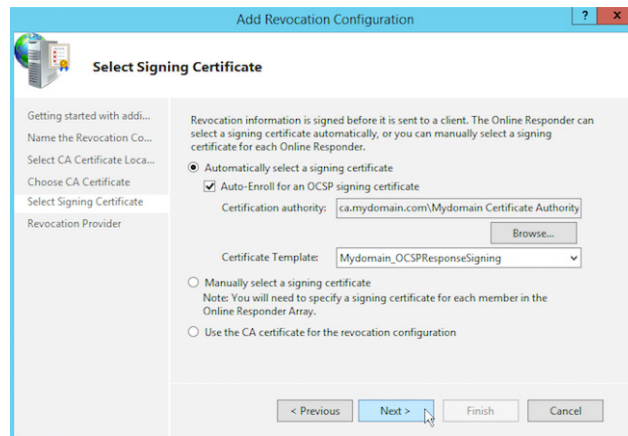 Add Revocation Configuration
? x
Select Signing Certificate
Getting started with addi...
Name the Revocation Co...
Select CA Certificate Loca...
Choose CA Certificate
Select Signing Certificate
Revocation Provider
Revocation information is signed before it is sent to a client. The Online Responder can
select a signing certificate automatically, or you can manually select a signing
certificate for each Online Responder.
Automatically select a signing certificate
Auto-Enroll for an OCSP signing certificate
Certification authority: ca.mydomain.com\Mydomain Certificate Authority
Browse...
Certificate Template: Mydomain_OCSPResponseSigning
Manually select a signing certificate
Note: You will need to specify a signing certificate for each member in the
Online Responder Array.
Use the CA certificate for the revocation configuration
< Previous Next > Finish Cancel